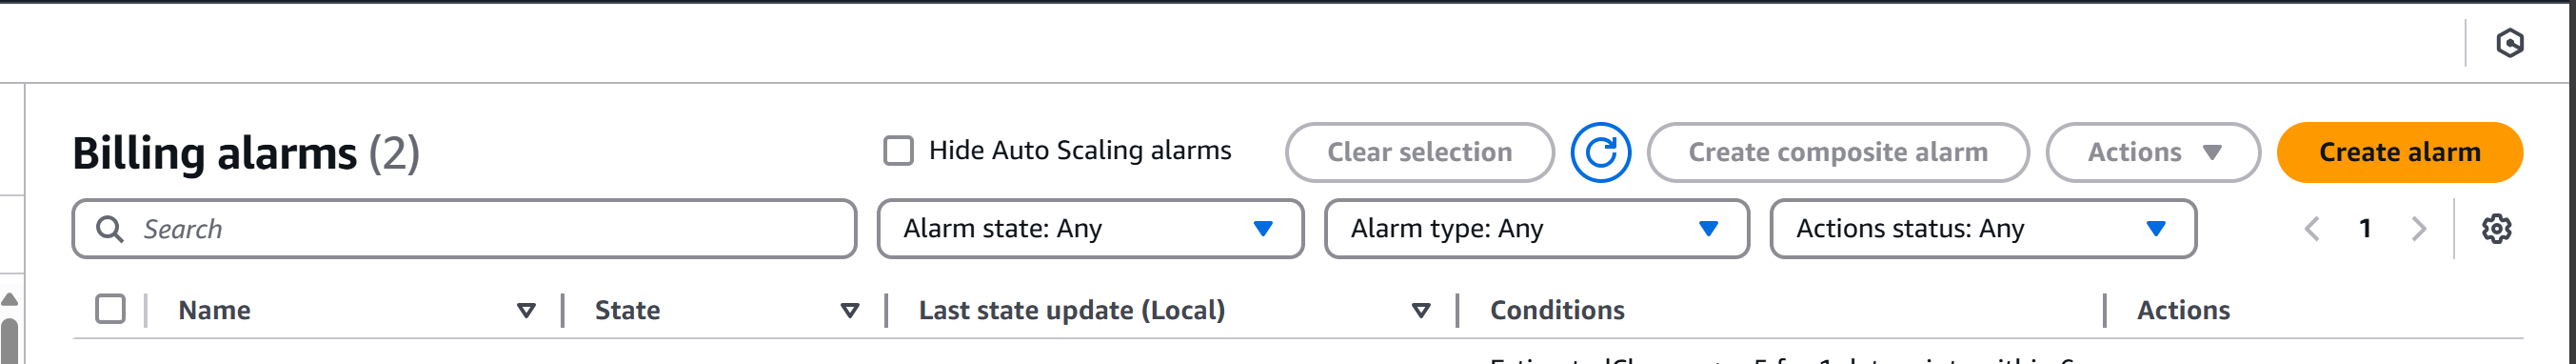 Billing alarms (2)
Hide Auto Scaling alarms
Clear selection
Create composite alarm
Actions
Create alarm
Search
Alarm state: Any
Alarm type: Any
Actions status: Any
1
Name
State
Last state update (Local)
Conditions
Actions